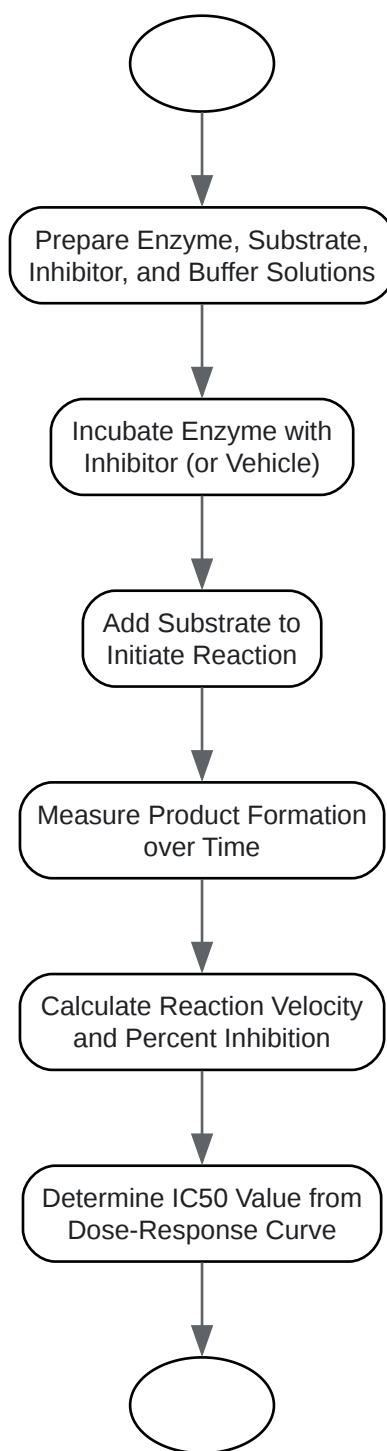 Prepare Enzyme, Substrate,
Inhibitor, and Buffer Solutions
Incubate Enzyme with
Inhibitor (or Vehicle)
Add Substrate to
Initiate Reaction
Measure Product Formation
over Time
Calculate Reaction Velocity
and Percent Inhibition
Determine IC50 Value from
Dose-Response Curve